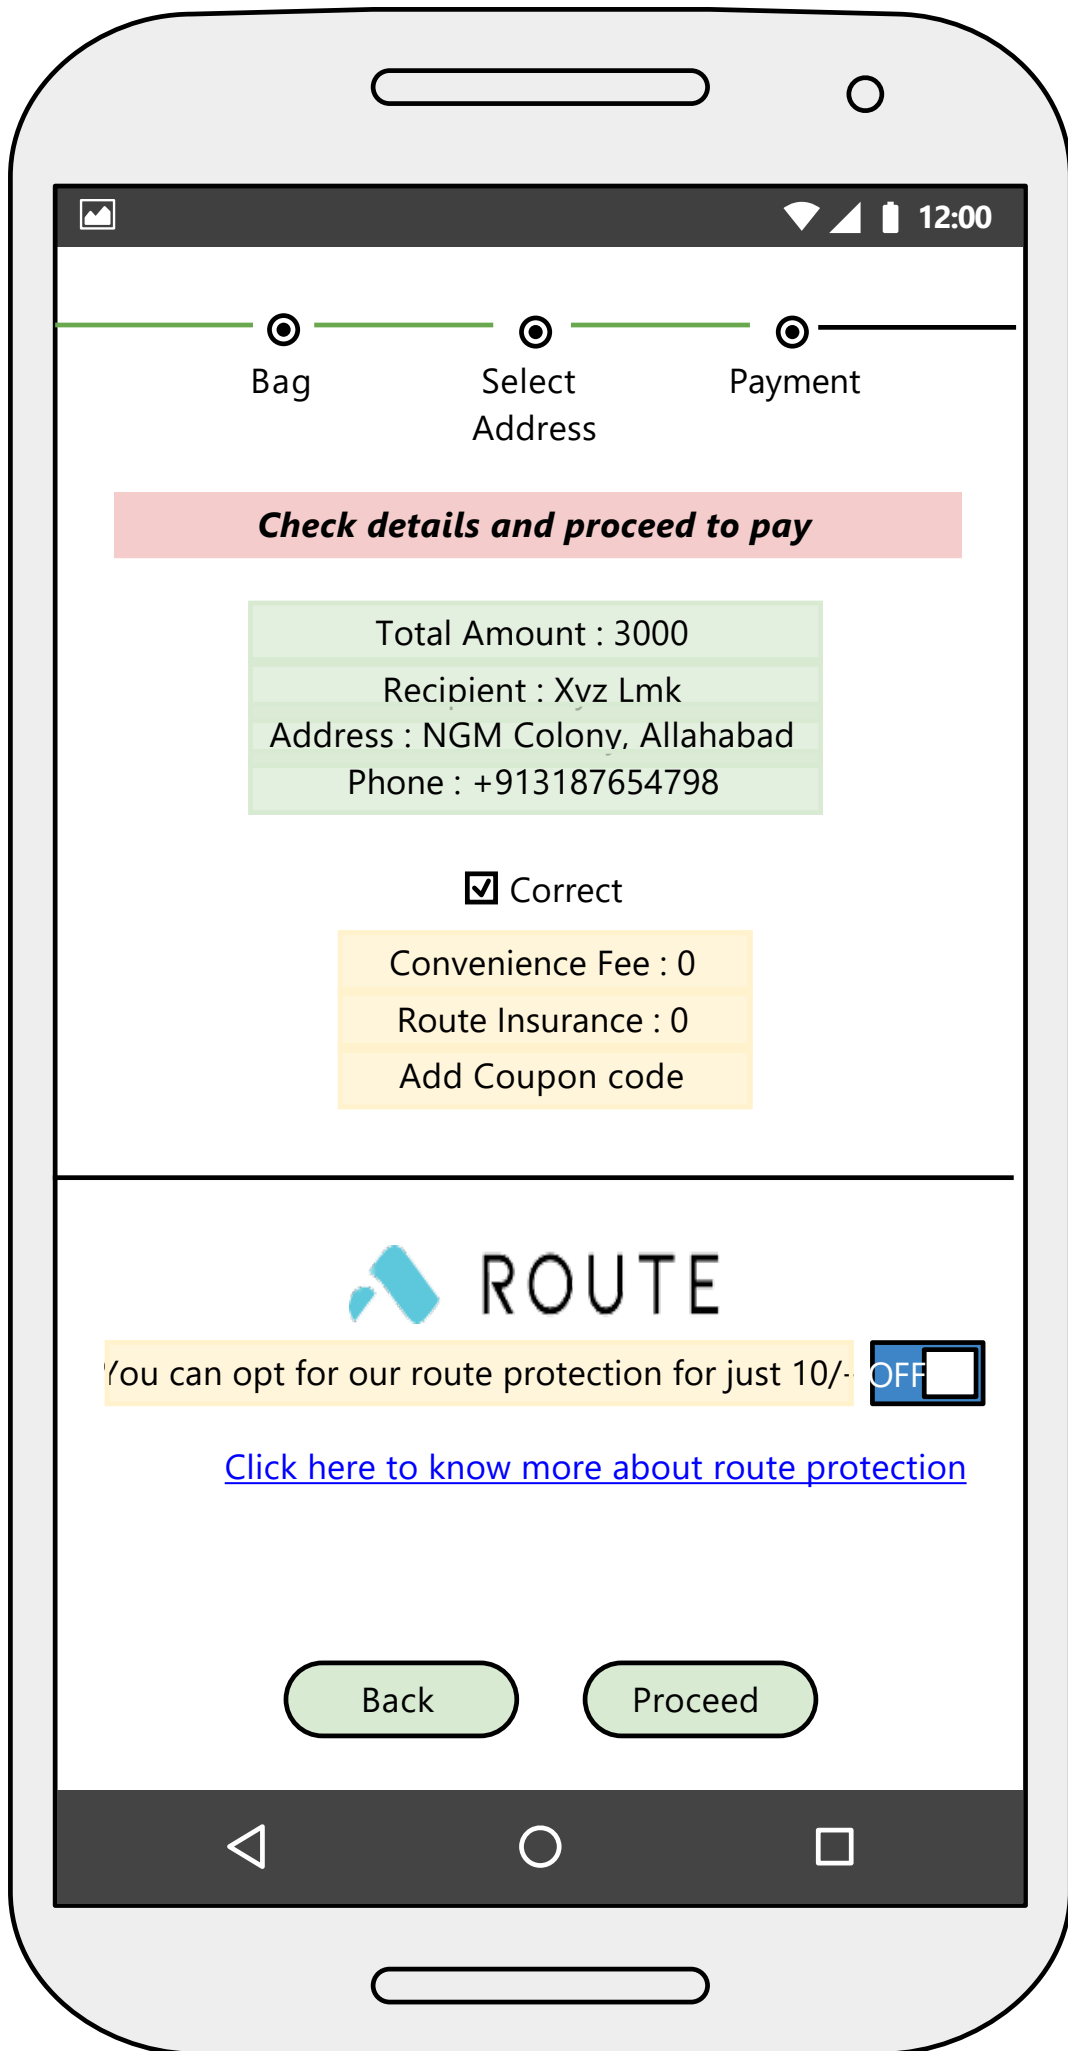 12:00
Bag
Select
Address
Payment
Check details and proceed to pay
Total Amount : 3000
Recipient : Xyz Lmk
Address : NGM Colony, Allahabad
Phone : +913187654798
Correct
Convenience Fee : 0
Route Insurance : 0
Add Coupon code
ROUTE
You can opt for our route protection for just 10/-
OFF
Click here to know more about route protection
Back
Proceed